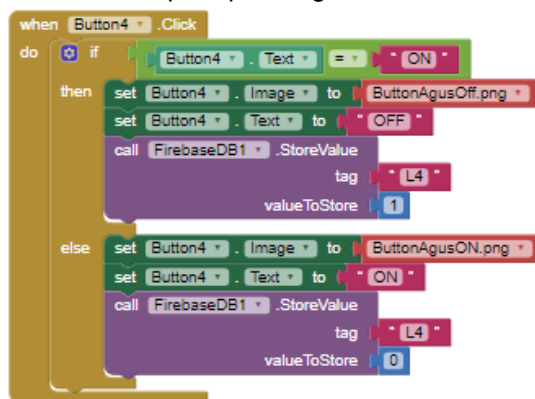 when Button4 .Click
do if Button4 . Text = " ON "
then set Button4 . Image to ButtonAgusOff.png
set Button4 . Text to " OFF "
call FirebaseDB1 .StoreValue
tag " L4 "
valueToStore 1
else set Button4 . Image to ButtonAgusON.png
set Button4 . Text to " ON "
call FirebaseDB1 .StoreValue
tag " L4 "
valueToStore 0